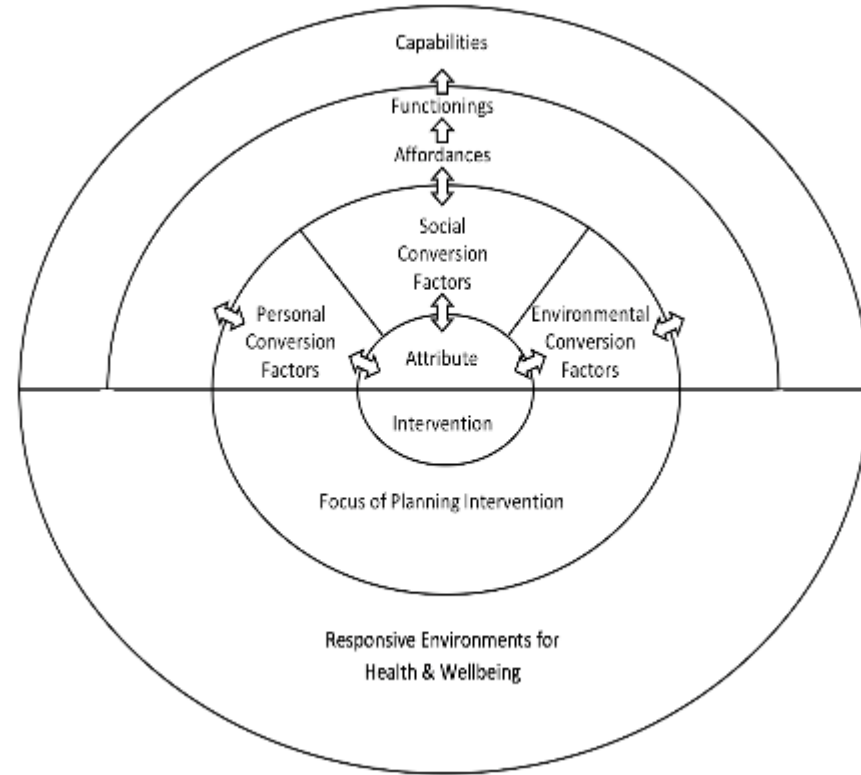 Capabilities
Functionings
Affordances
Social
Conversion
Factors
Personal
Conversion
Factors
Environmental
Conversion
Factors
Attribute
Intervention
Focus of Planning Intervention
Responsive Environments for
Health & Wellbeing